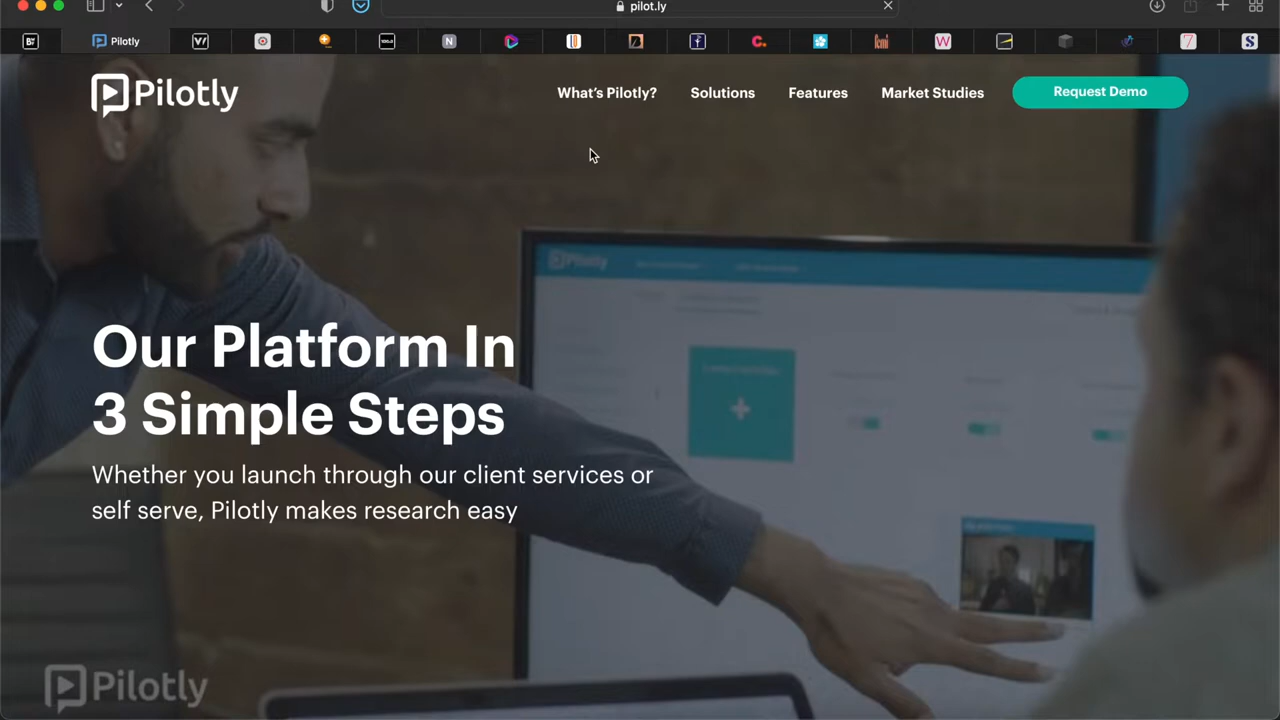 pilot.ly
Pilotly
Pilotly
What's Pilotly?
Solutions
Features
Market Studies
Request Demo
Pilotly
Our Platform In
3 Simple Steps
Whether you launch through our client services or
self serve, Pilotly makes research easy
Pilotly